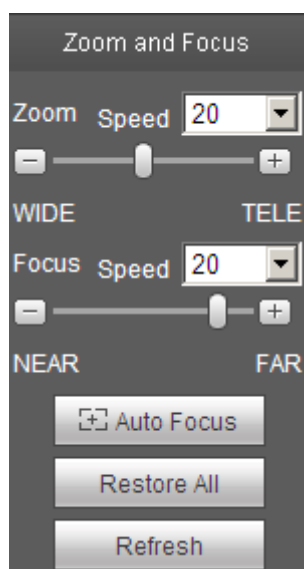 Zoom and Focus
Zoom Speed 20
WIDE TELE
Focus Speed 20
NEAR FAR
Auto Focus
Restore All
Refresh